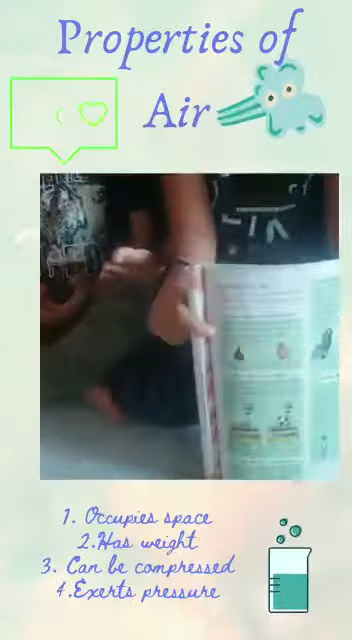 Properties of
Air
1. Occupies space
2.Has weight
3. Can be compressed
4.Exerts pressure